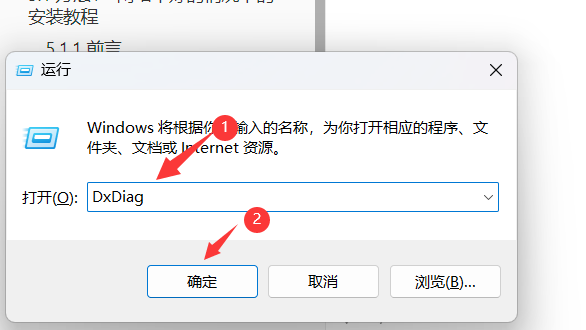 安装教程
5.1.1 前言
运行
Windows 将根据你 输入的名称，为你打开相应的程序、文
件夹、文档或 Internet 资源。
1
打开(O):
DxDiag
2
确定
取消
浏览(B)...